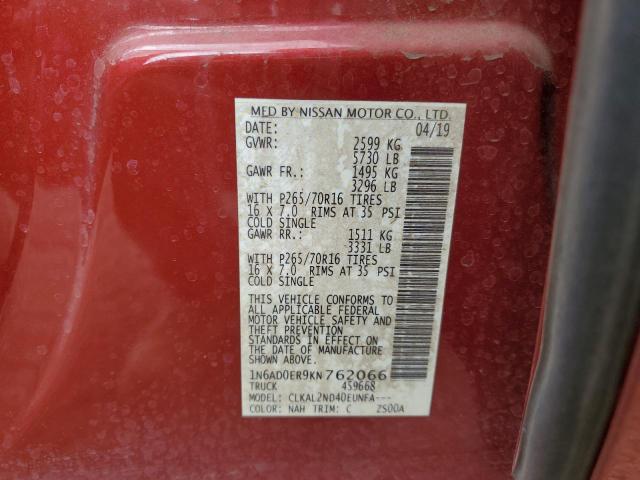 MFD BY NISSAN MOTOR CO., LTD.
DATE: 04/19
GVWR: 2599 KG
5730 LB
GAWR FR.: 1495 KG
3296 LB
WITH P265/70R16 TIRES
16 X 7.0 RIMS AT 35 PSI
COLD SINGLE
GAWR RR.: 1511 KG
3331 LB
WITH P265/70R16 TIRES
16 X 7.0 RIMS AT 35 PSI
COLD SINGLE
THIS VEHICLE CONFORMS TO
ALL APPLICABLE FEDERAL
MOTOR VEHICLE SAFETY AND
THEFT PREVENTION
STANDARDS IN EFFECT ON
THE DATE OF MANUFACTURE
SHOWN ABOVE.
1N6AD0ER9KN762066
TRUCK 459668
MODEL: CLKAL2ND40EUNFA---
COLOR: NAH TRIM: C ZS00A